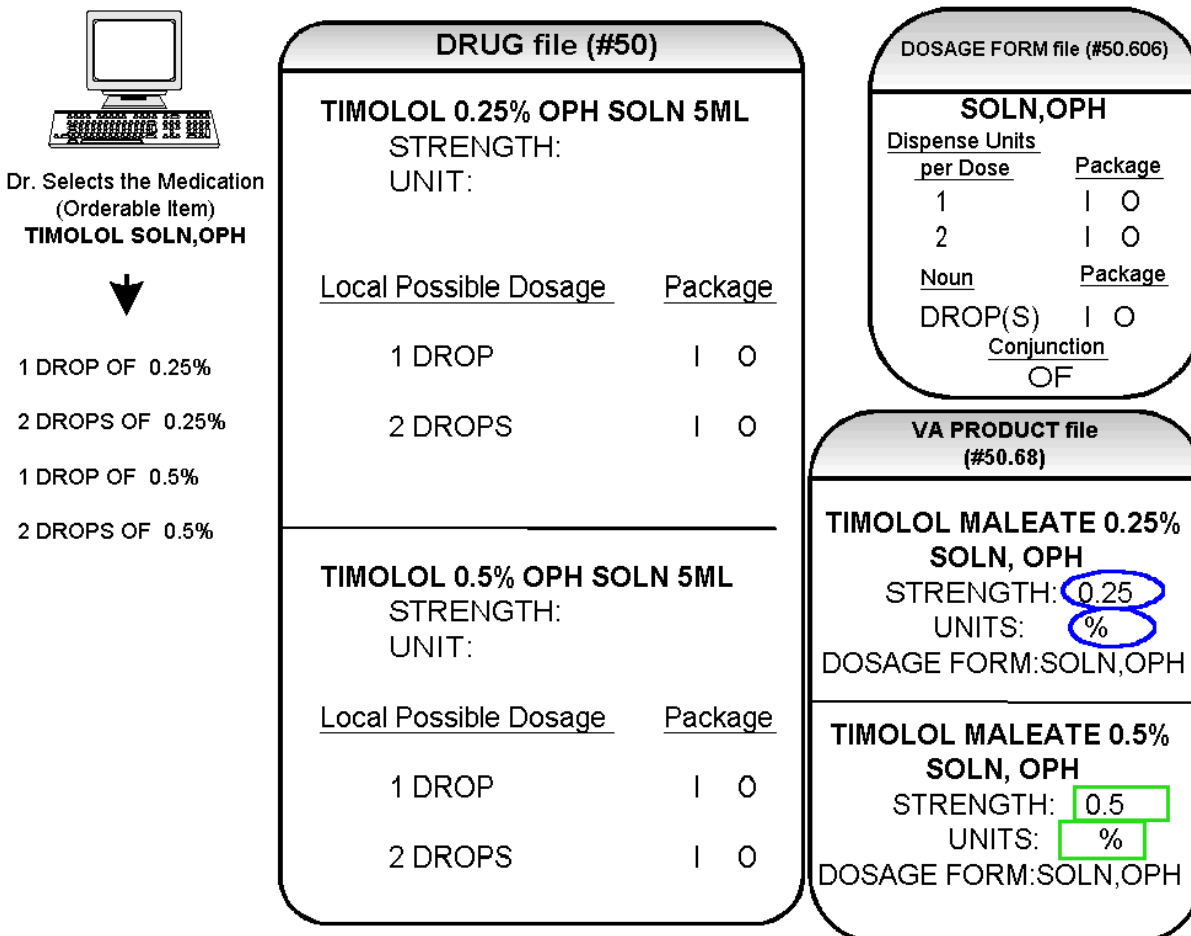 Dr. Selects the Medication
(Orderable Item)
TIMOLOL SOLN,OPH
1 DROP OF 0.25%
2 DROPS OF 0.25%
1 DROP OF 0.5%
2 DROPS OF 0.5%
DRUG file (#50)
TIMOLOL 0.25% OPH SOLN 5ML
STRENGTH:
UNIT:
Local Possible Dosage Package
1 DROP I O
2 DROPS I O
TIMOLOL 0.5% OPH SOLN 5ML
STRENGTH:
UNIT:
Local Possible Dosage Package
1 DROP I O
2 DROPS I O
DOSAGE FORM file (#50.606)
SOLN,OPH
Dispense Units
per Dose Package
1 I O
2 I O
Noun Package
DROP(S) I O
Conjunction
OF
VA PRODUCT file
(#50.68)
TIMOLOL MALEATE 0.25%
SOLN, OPH
STRENGTH: 0.25
UNITS: %
DOSAGE FORM:SOLN,OPH
TIMOLOL MALEATE 0.5%
SOLN, OPH
STRENGTH: 0.5
UNITS: %
DOSAGE FORM:SOLN,OPH